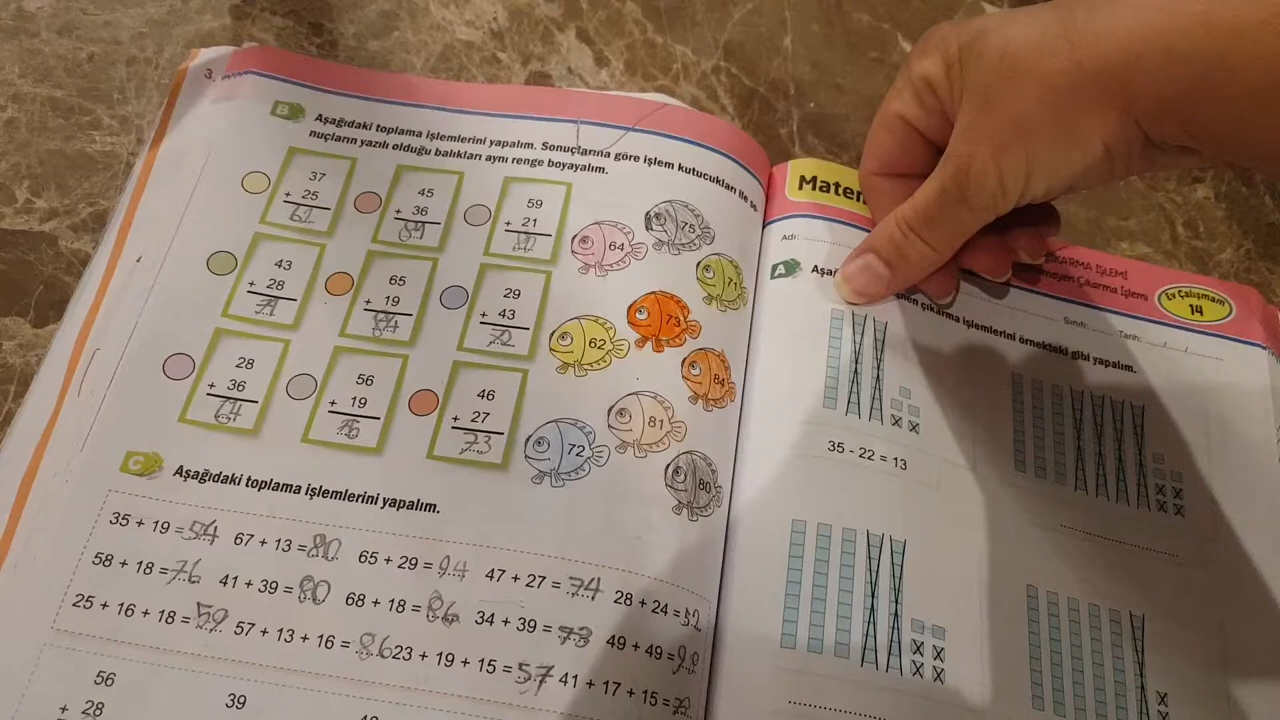 3.
B
Aşağıdaki toplama işlemlerini yapalım. Sonuçlarına göre işlem kutucukları ile so-
nuçların yazılı olduğu balıkları aynı renge boyayalım.
37
+ 25
62
45
+ 36
81
59
+ 21
80
43
+ 28
71
65
+ 19
84
29
+ 43
72
28
+ 36
64
56
+ 19
75
46
+ 27
73
64
75
71
73
62
84
81
72
80
C
Aşağıdaki toplama işlemlerini yapalım.
35 + 19 = 54 67 + 13 = 80 65 + 29 = 94 47 + 27 = 74 28 + 24 = 52
58 + 18 = 76 41 + 39 = 80 68 + 18 = 86 34 + 39 = 73 49 + 49 = 98
25 + 16 + 18 = 59 57 + 13 + 16 = 86 23 + 19 + 15 = 57 41 + 17 + 15 =
56
+ 28
39
Adı:
Sınıfı: Tarih:
ÇIKARMA İŞLEMİ
Çıkarma İşlemi
Ev Çalışmam
14
A
çıkarma işlemlerini örnekteki gibi yapalım.
35 - 22 = 13